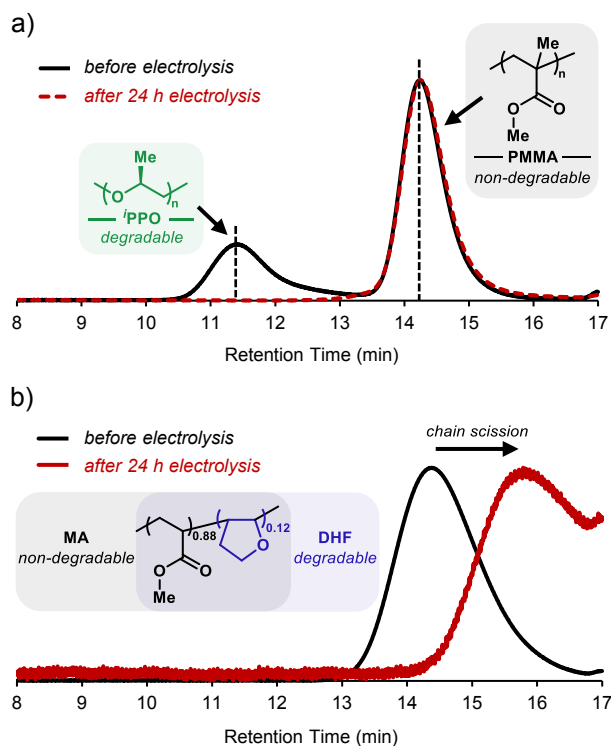 a)
before electrolysis
after 24 h electrolysis
Me
O
n
iPPO
degradable
Me
n
O
O
Me
PMMA
non-degradable
8 9 10 11 12 13 14 15 16 17
Retention Time (min)
b)
before electrolysis
after 24 h electrolysis
chain scission
MA
non-degradable
0.88
0.12
O
O
O
Me
DHF
degradable
8 9 10 11 12 13 14 15 16 17
Retention Time (min)